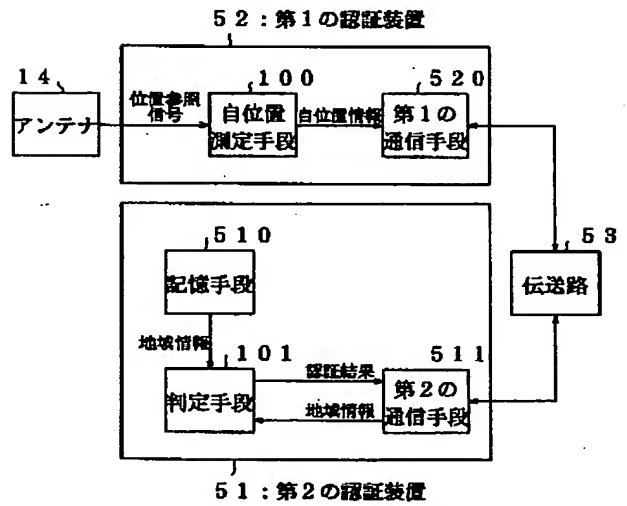 52:第1の認証装置
14
100
520
アンテナ
位置参照
信号
自位置
測定手段
自位置情報
第1の
通信手段
510
53
記憶手段
伝送路
地域情報
101
511
判定手段
認証結果
地域情報
第2の
通信手段
51:第2の認証装置